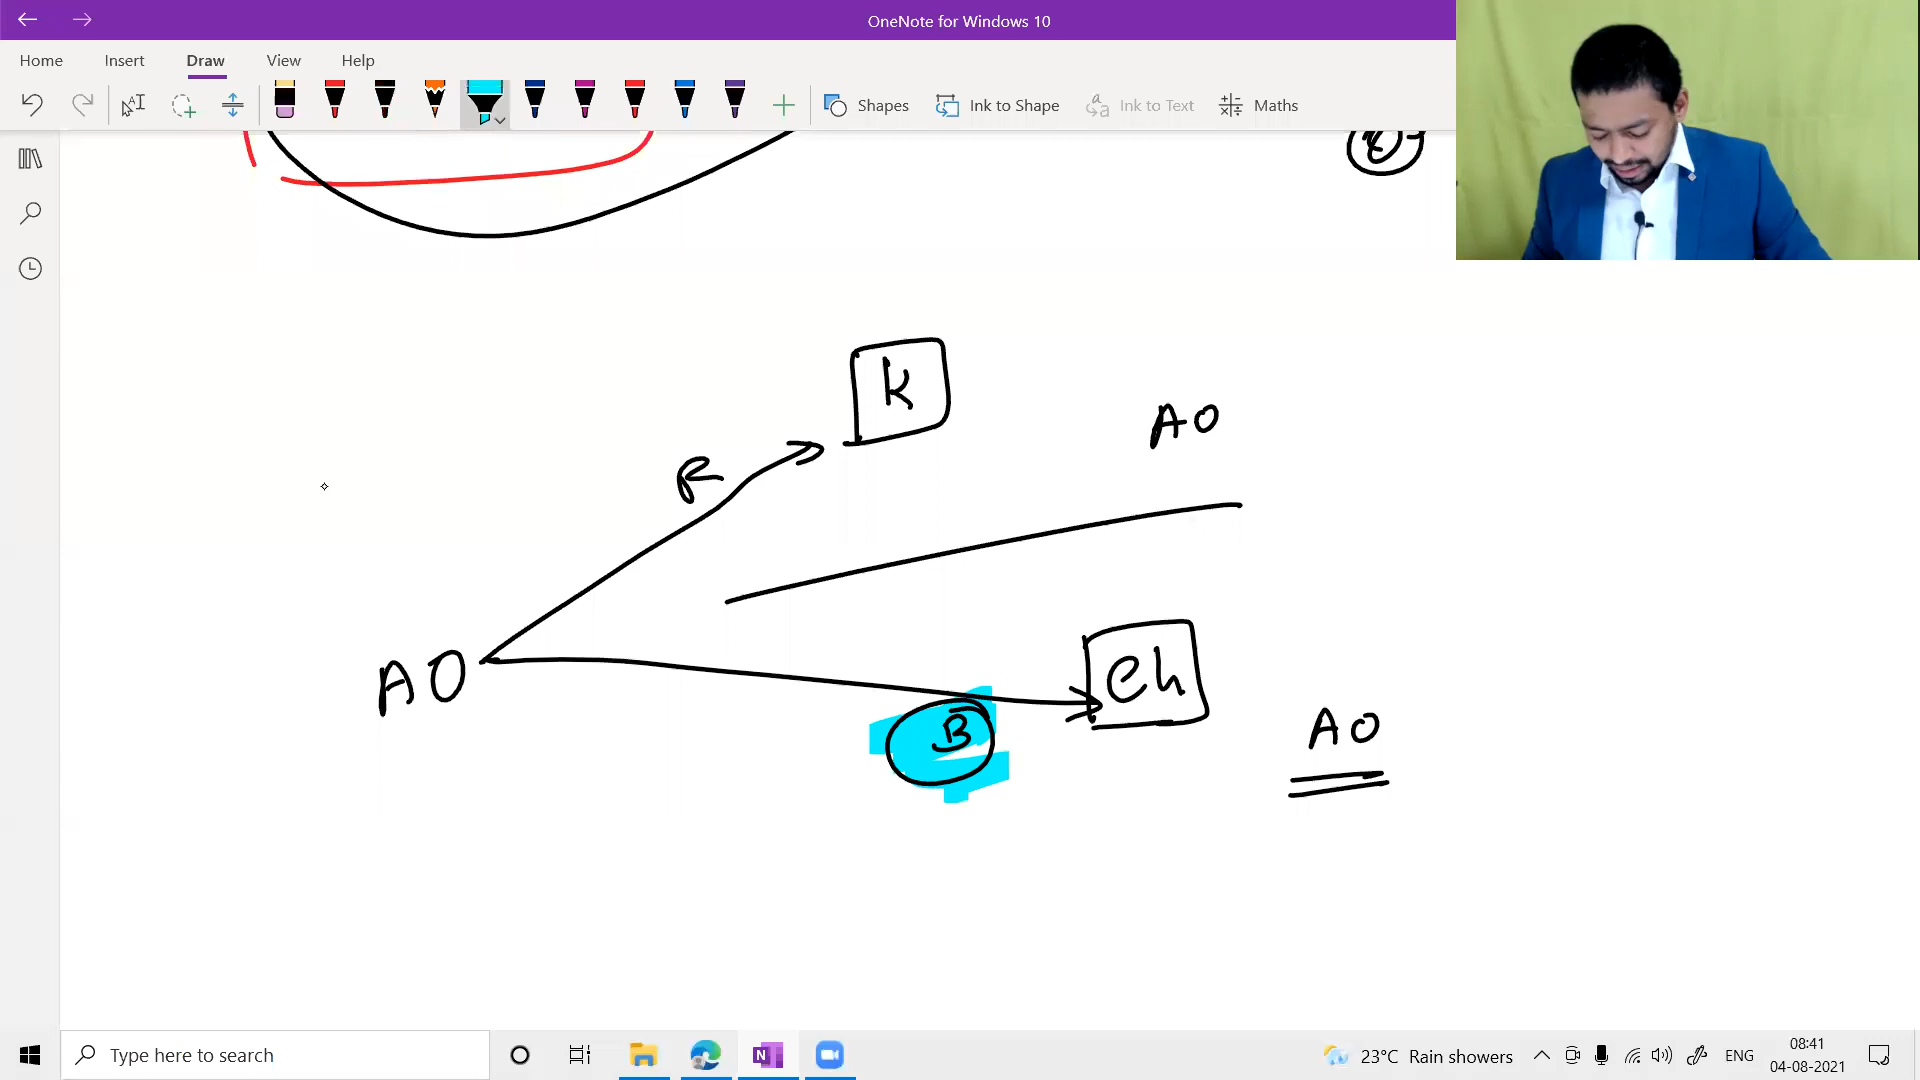 OneNote for Windows 10
Home Insert Draw View Help
Shapes Ink to Shape Ink to Text Maths
K
AO
AO
eh
B
AO
Type here to search
23°C Rain showers
ENG
08:41
04-08-2021